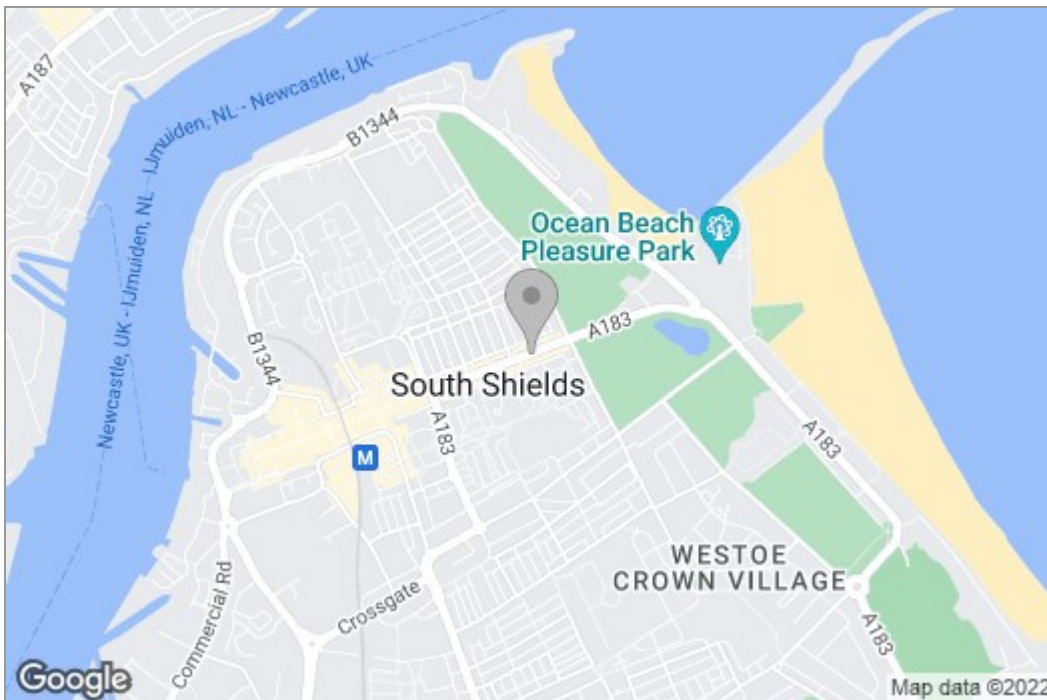 A187
Newcastle, UK - IJmuiden, NL - IJmuiden, NL - Newcastle, UK
B1344
Ocean Beach
Pleasure Park
A183
B1344
South Shields
A183
M
A183
WESTOE
CROWN VILLAGE
Crossgate
Commercial Rd
A183
Google
Map data ©2022